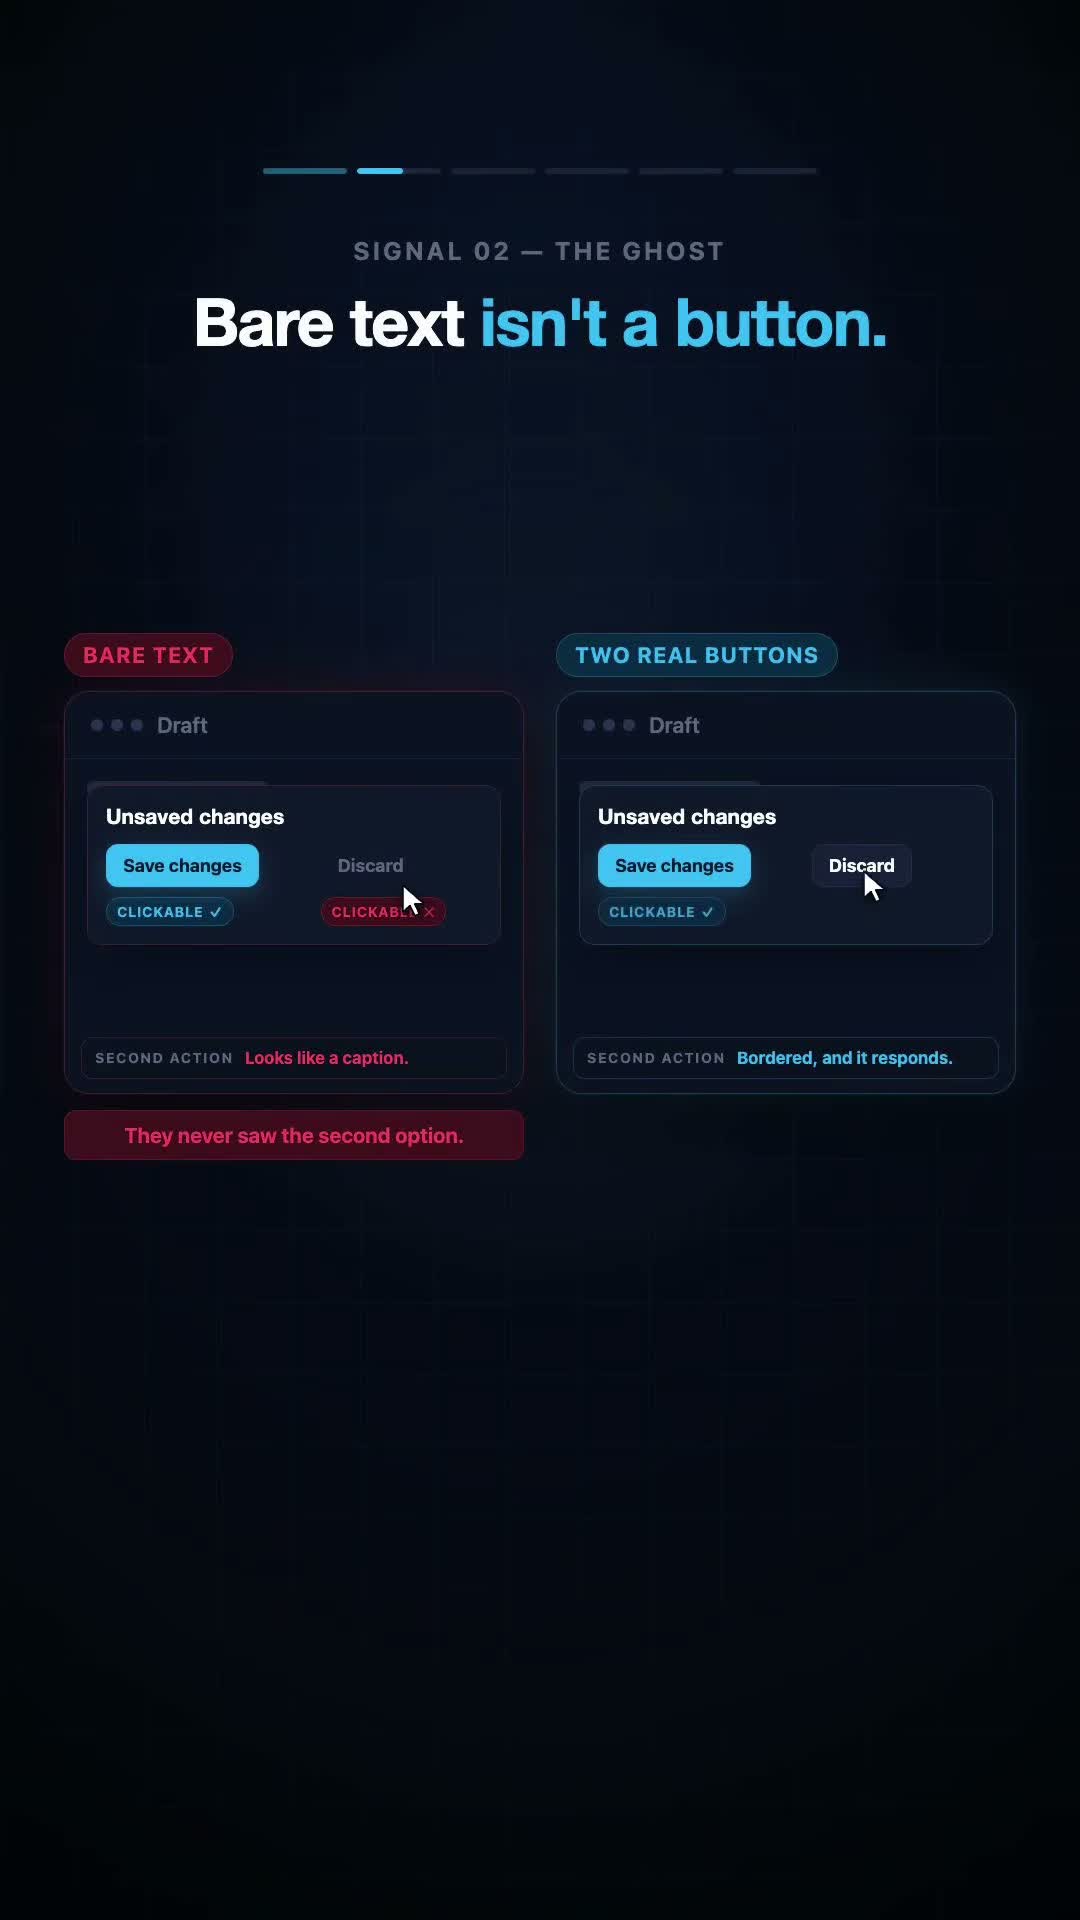 SIGNAL 02 — THE GHOST
Bare text isn't a button.
BARE TEXT
Draft
Unsaved changes
Save changes
Discard
CLICKABLE ✓
CLICKABLE ✕
SECOND ACTION Looks like a caption.
They never saw the second option.
TWO REAL BUTTONS
Draft
Unsaved changes
Save changes
Discard
CLICKABLE ✓
SECOND ACTION Bordered, and it responds.